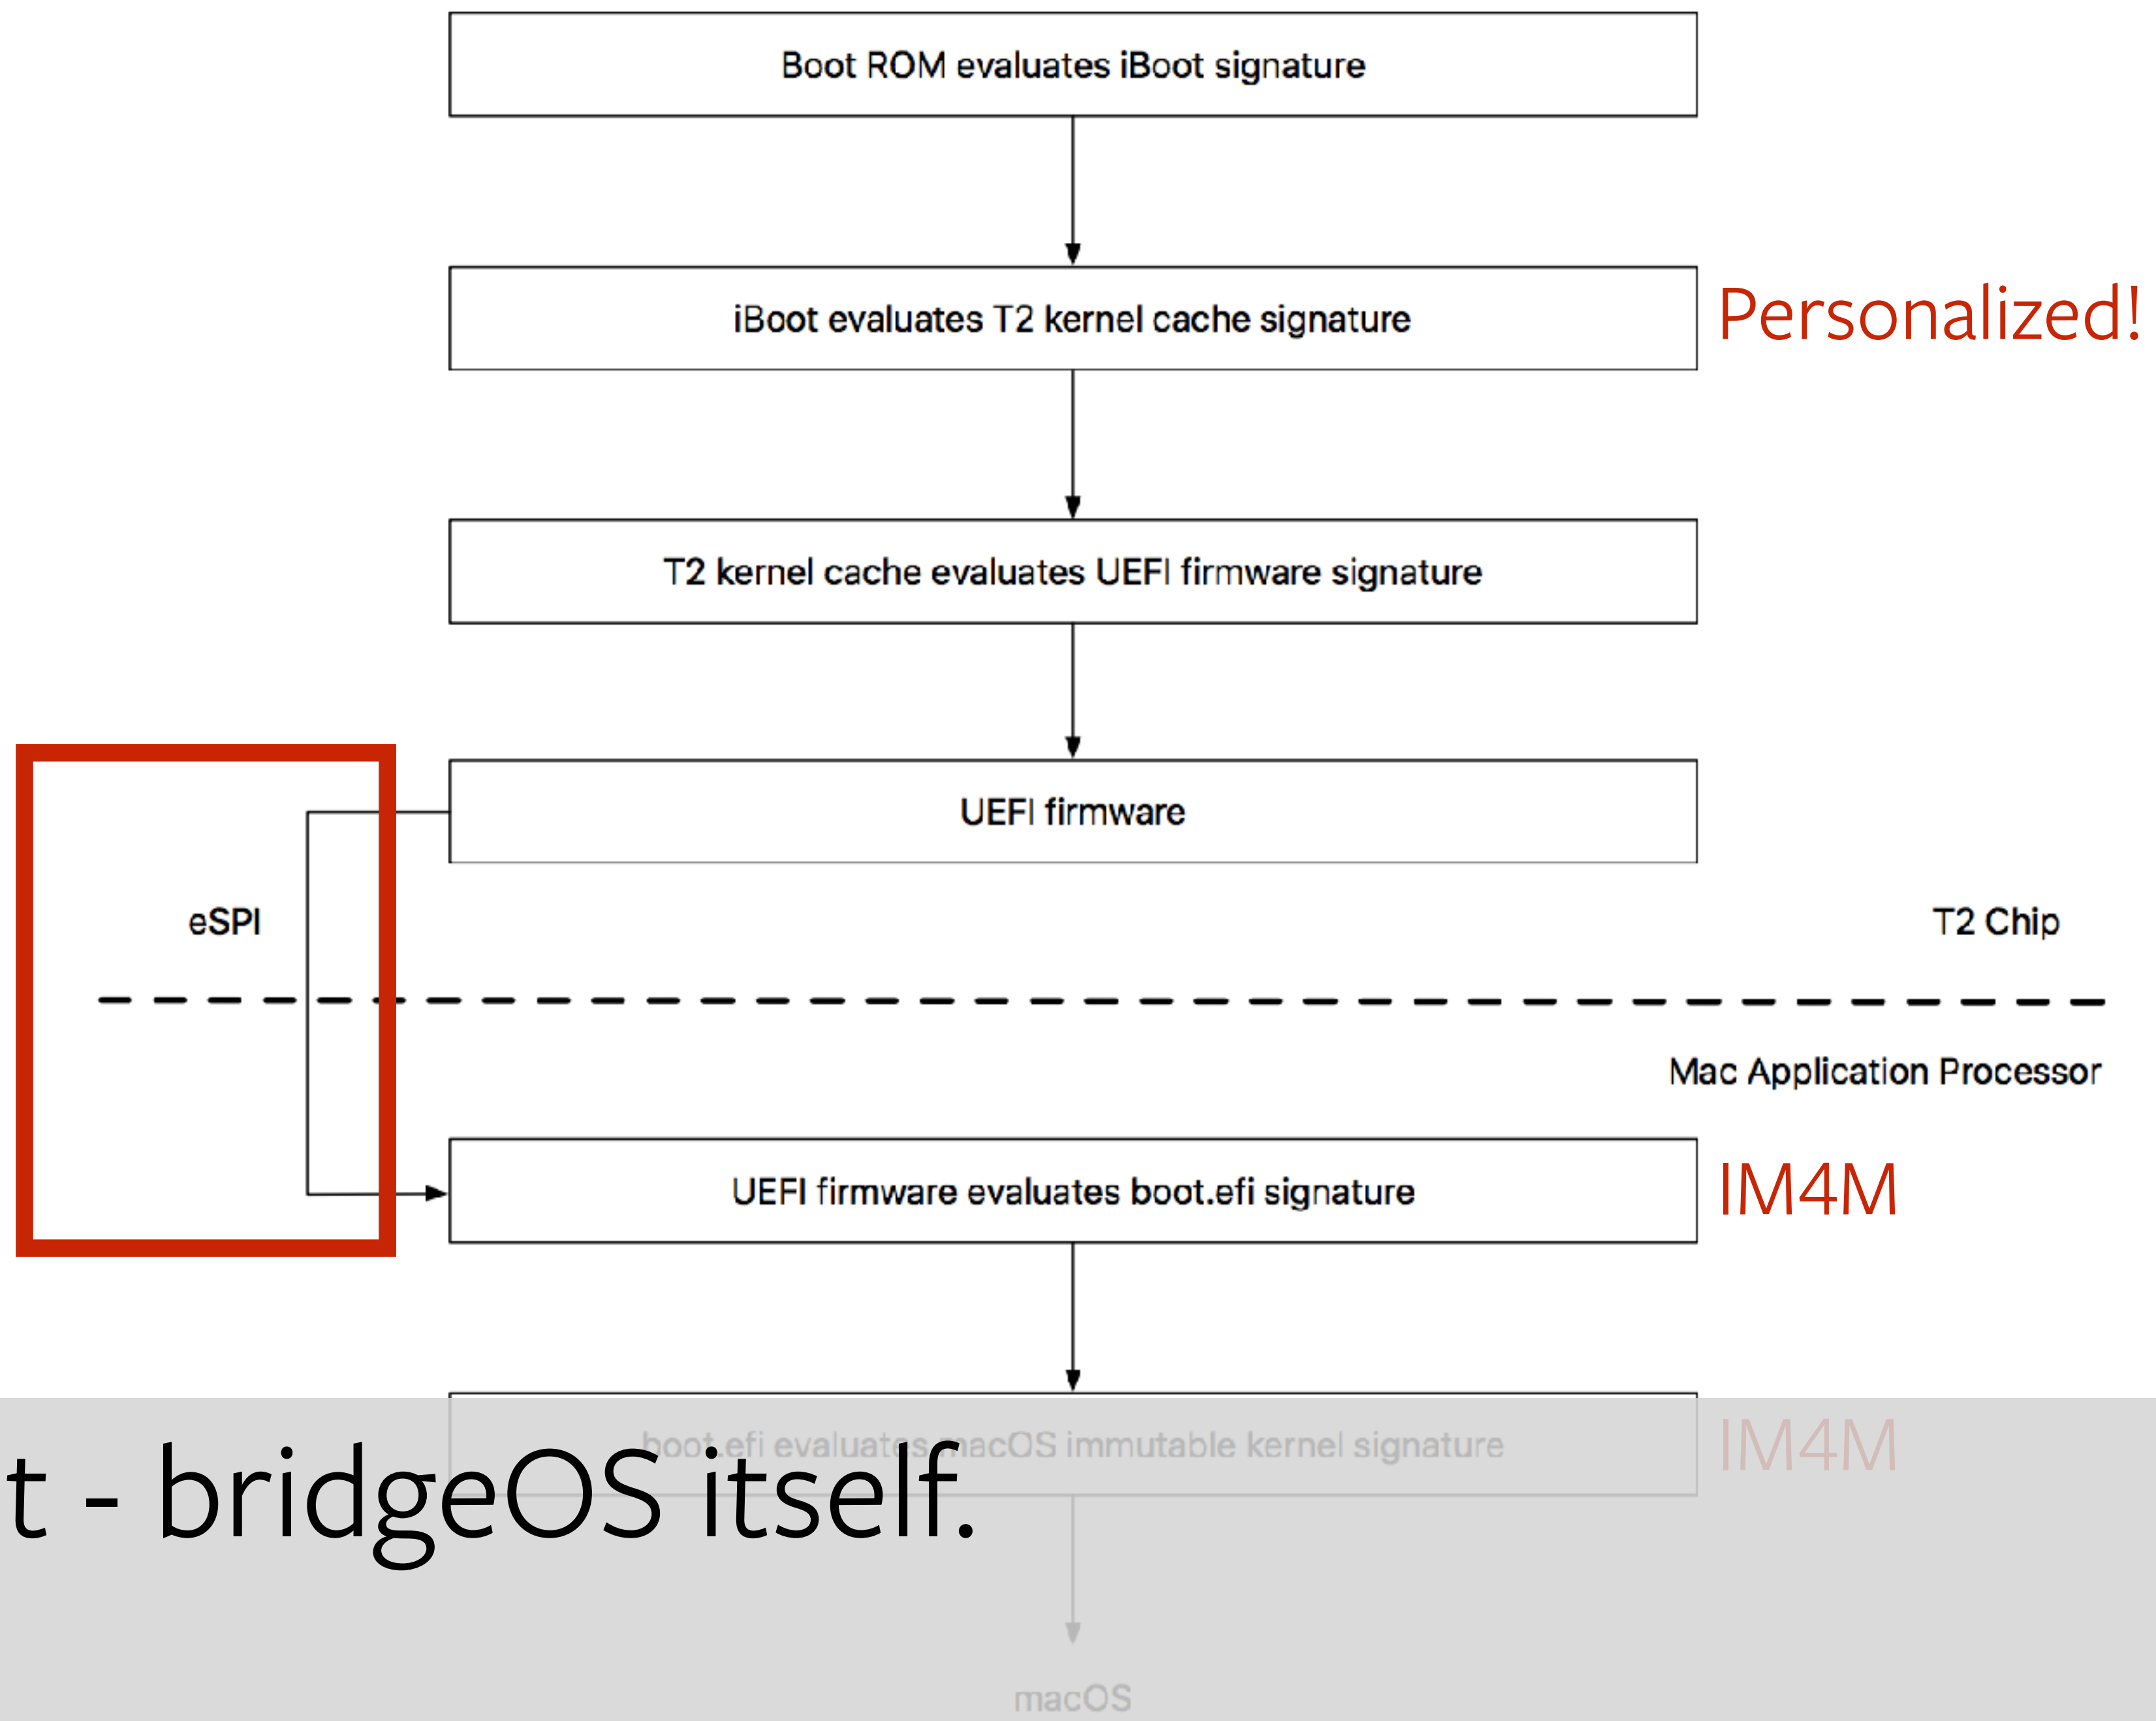 Boot ROM evaluates iBoot signature
iBoot evaluates T2 kernel cache signature
Personalized!
T2 kernel cache evaluates UEFI firmware signature
UEFI firmware
eSPI
T2 Chip
Mac Application Processor
UEFI firmware evaluates boot.efi signature
IM4M
boot.efi evaluates macOS immutable kernel signature
IM4M
t - bridgeOS itself.
macOS